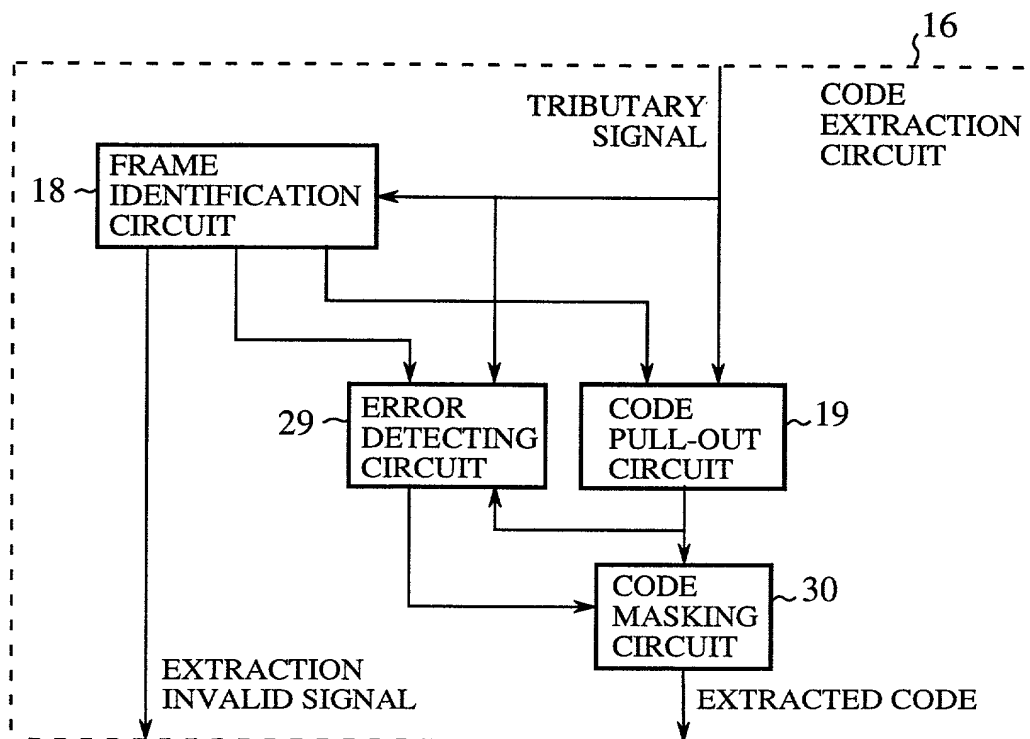 16
TRIBUTARY
SIGNAL
CODE
EXTRACTION
CIRCUIT
18
FRAME
IDENTIFICATION
CIRCUIT
29
ERROR
DETECTING
CIRCUIT
CODE
PULL-OUT
CIRCUIT
19
CODE
MASKING
CIRCUIT
30
EXTRACTION
INVALID SIGNAL
EXTRACTED CODE